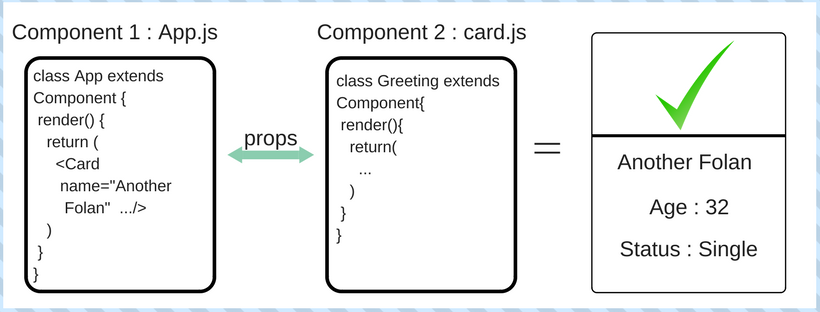 Component 1 : App.js
class App extends
Component {
render() {
return (
<Card
name="Another
Folan"  .../>
)
}
}
props
Component 2 : card.js
class Greeting extends
Component{
render(){
return(
...
)
}
}
=
Another Folan
Age : 32
Status : Single